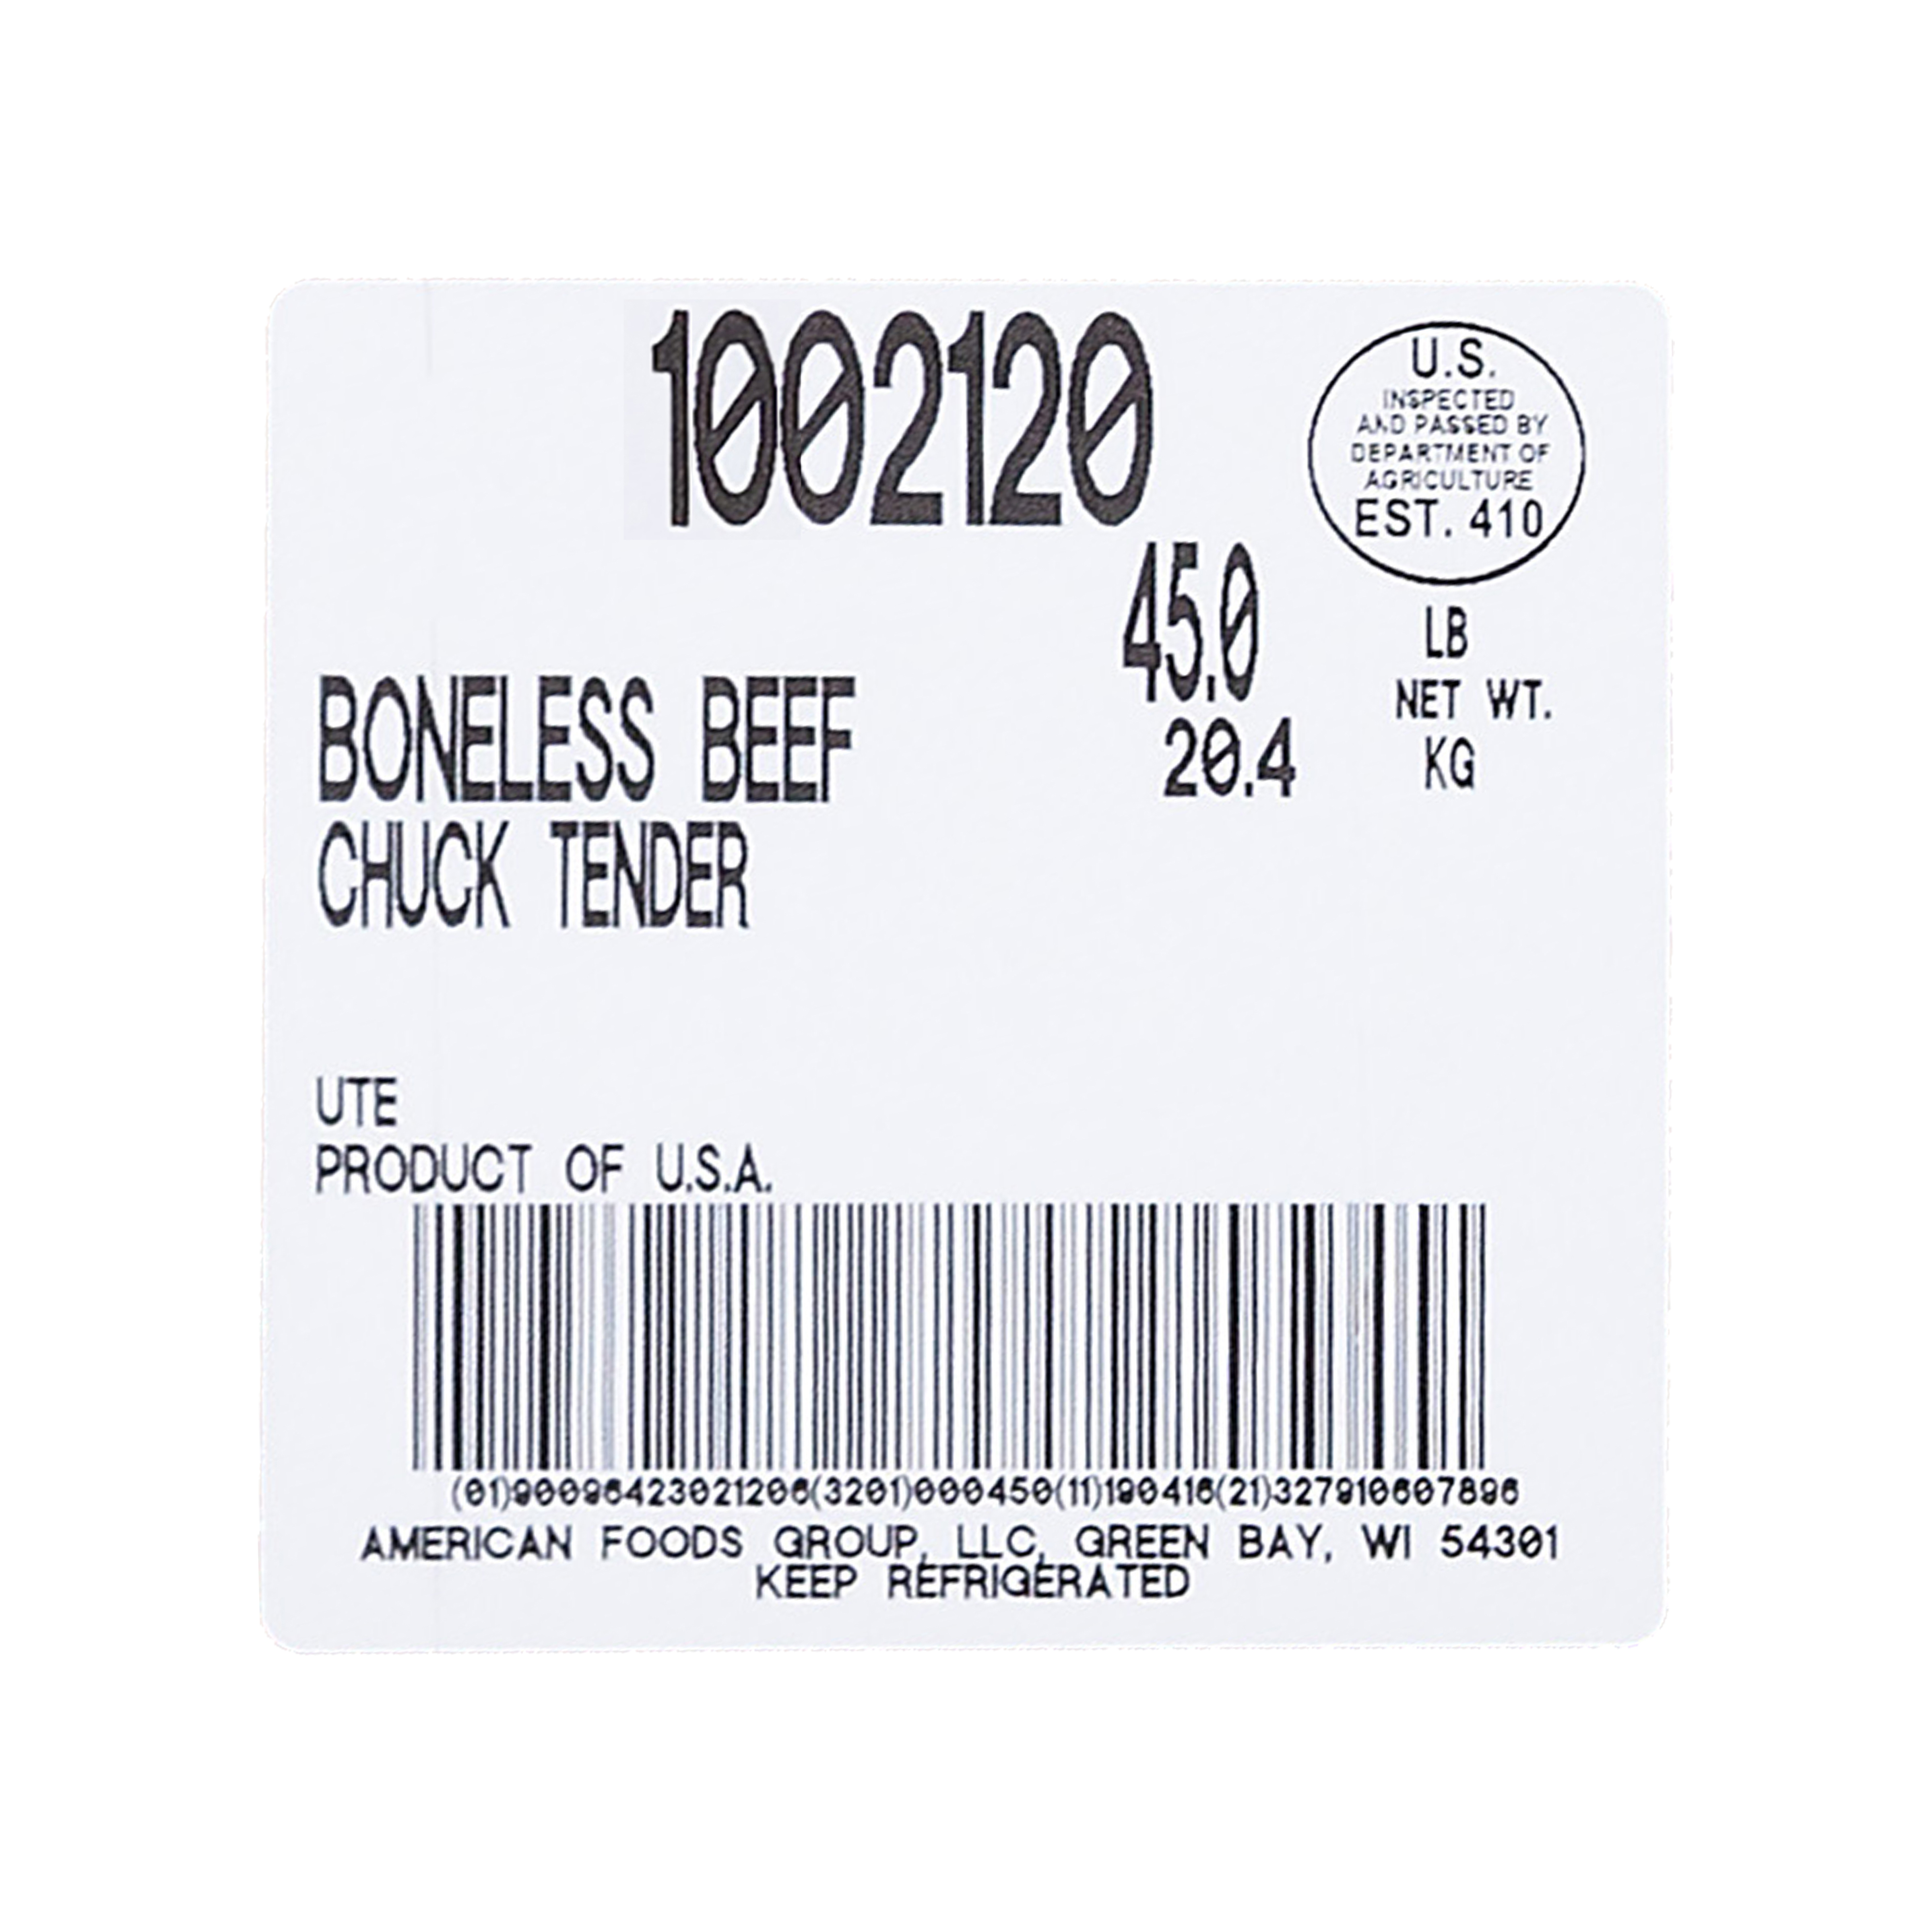 1002120
U.S.
INSPECTED
AND PASSED BY
DEPARTMENT OF
AGRICULTURE
EST. 410
45.0 LB
NET WT.
20.4 KG
BONELESS BEEF
CHUCK TENDER
UTE
PRODUCT OF U.S.A.
(01)90096423021206(3201)000450(11)190416(21)327910607896
AMERICAN FOODS GROUP, LLC, GREEN BAY, WI 54301
KEEP REFRIGERATED